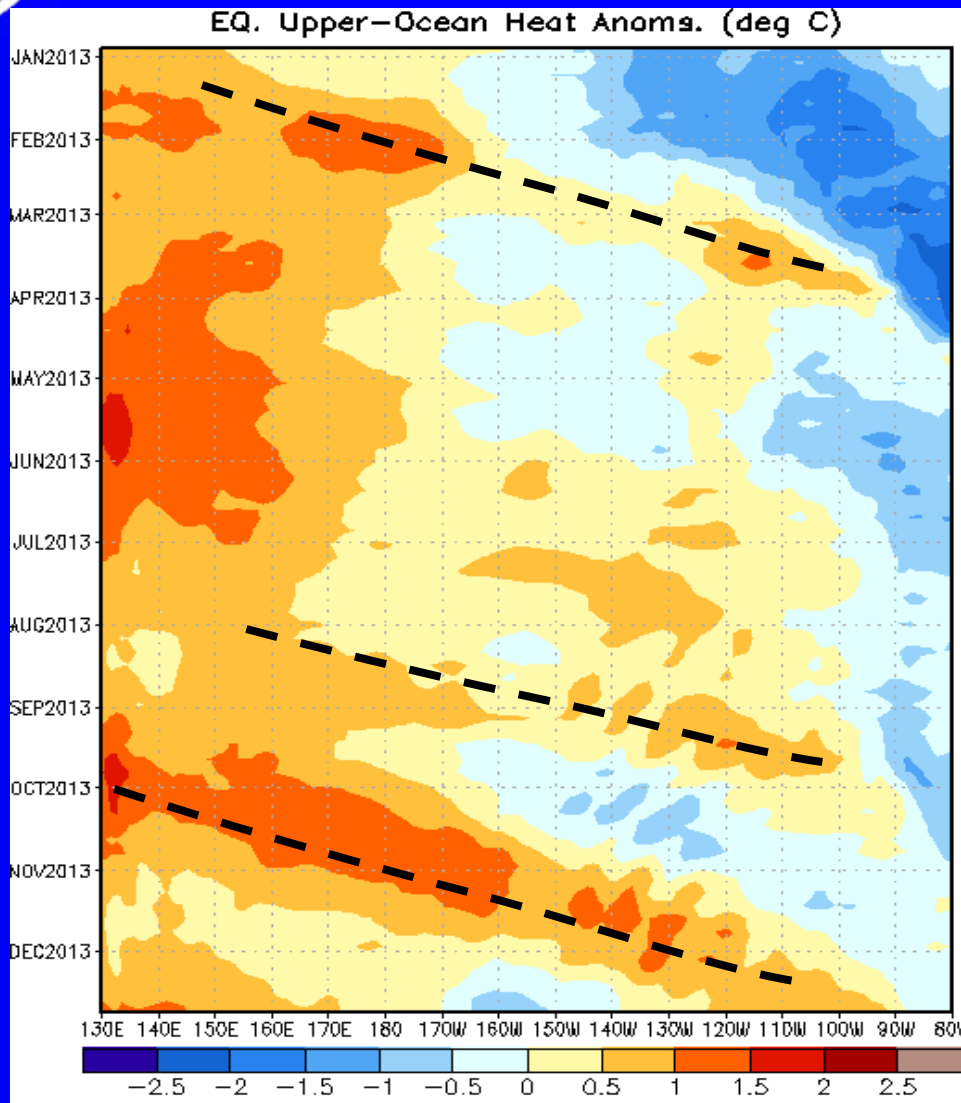 EQ. Upper-Ocean Heat Anoms. (deg C)
JAN2013
FEB2013
MAR2013
APR2013
MAY2013
JUN2013
JUL2013
AUG2013
SEP2013
OCT2013
NOV2013
DEC2013
130E 140E 150E 160E 170E 180 170W 160W 150W 140W 130W 120W 110W 100W 90W 80W
-2.5 -2 -1.5 -1 -0.5 0 0.5 1 1.5 2 2.5